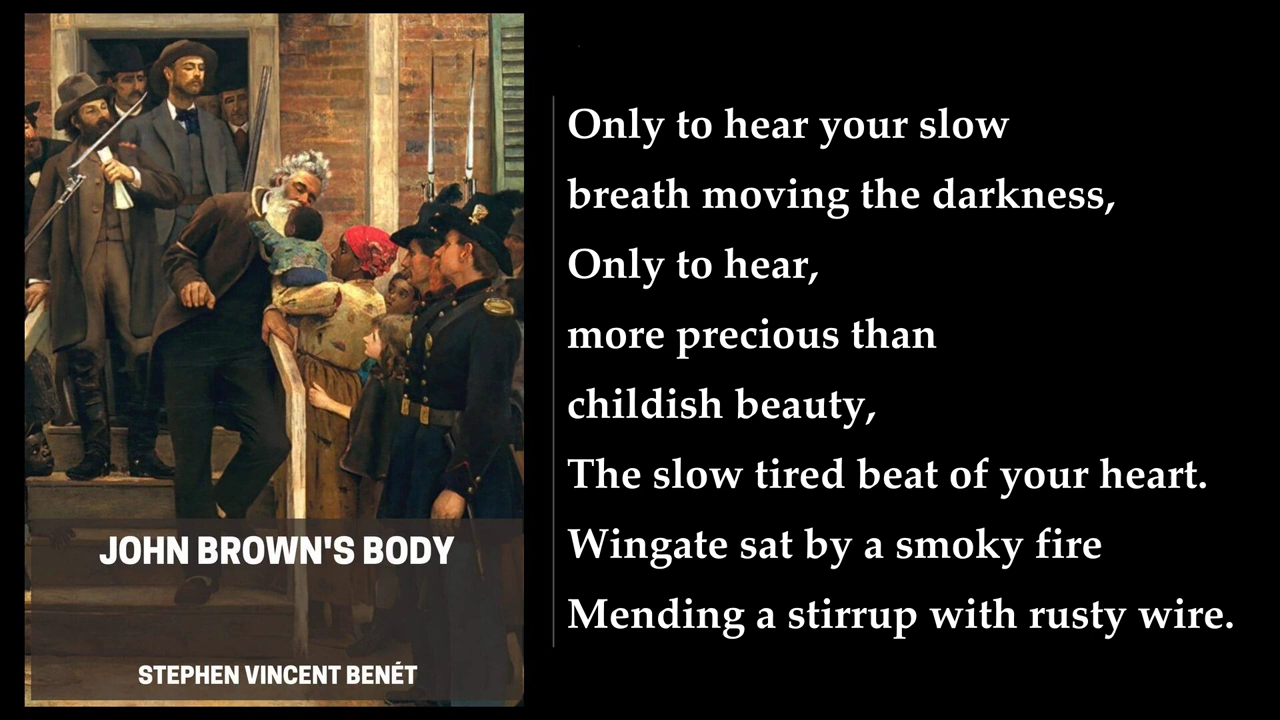 JOHN BROWN'S BODY
STEPHEN VINCENT BENÉT
Only to hear your slow
breath moving the darkness,
Only to hear,
more precious than
childish beauty,
The slow tired beat of your heart.
Wingate sat by a smoky fire
Mending a stirrup with rusty wire.